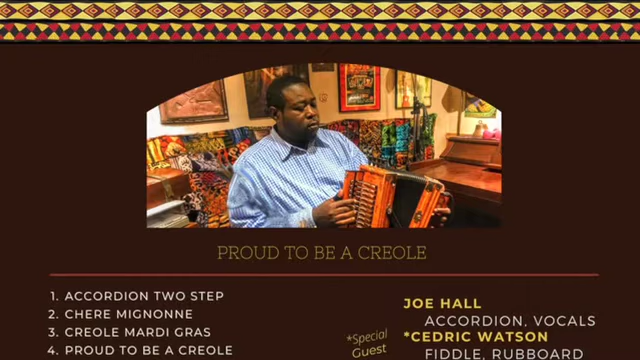 PROUD TO BE A CREOLE
1. ACCORDION TWO STEP
2. CHERE MIGNONNE
3. CREOLE MARDI GRAS
4. PROUD TO BE A CREOLE
JOE HALL
ACCORDION, VOCALS
*Special
Guest
*CEDRIC WATSON
FIDDLE, RUBBOARD